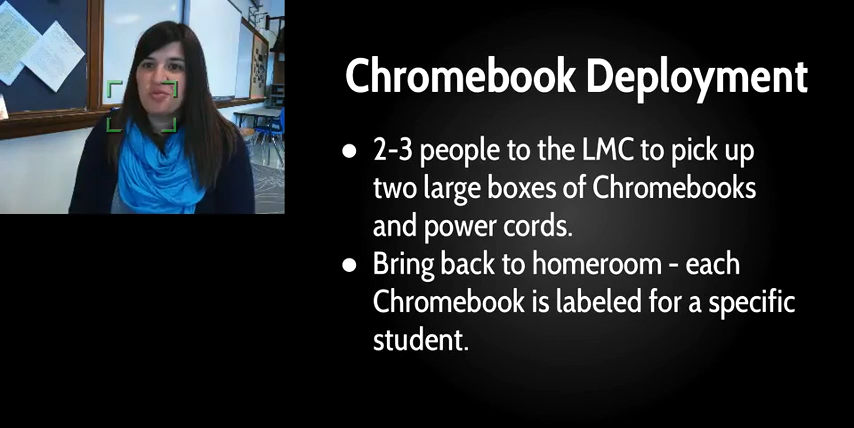 Chromebook Deployment
● 2-3 people to the LMC to pick up
two large boxes of Chromebooks
and power cords.
● Bring back to homeroom - each
Chromebook is labeled for a specific
student.